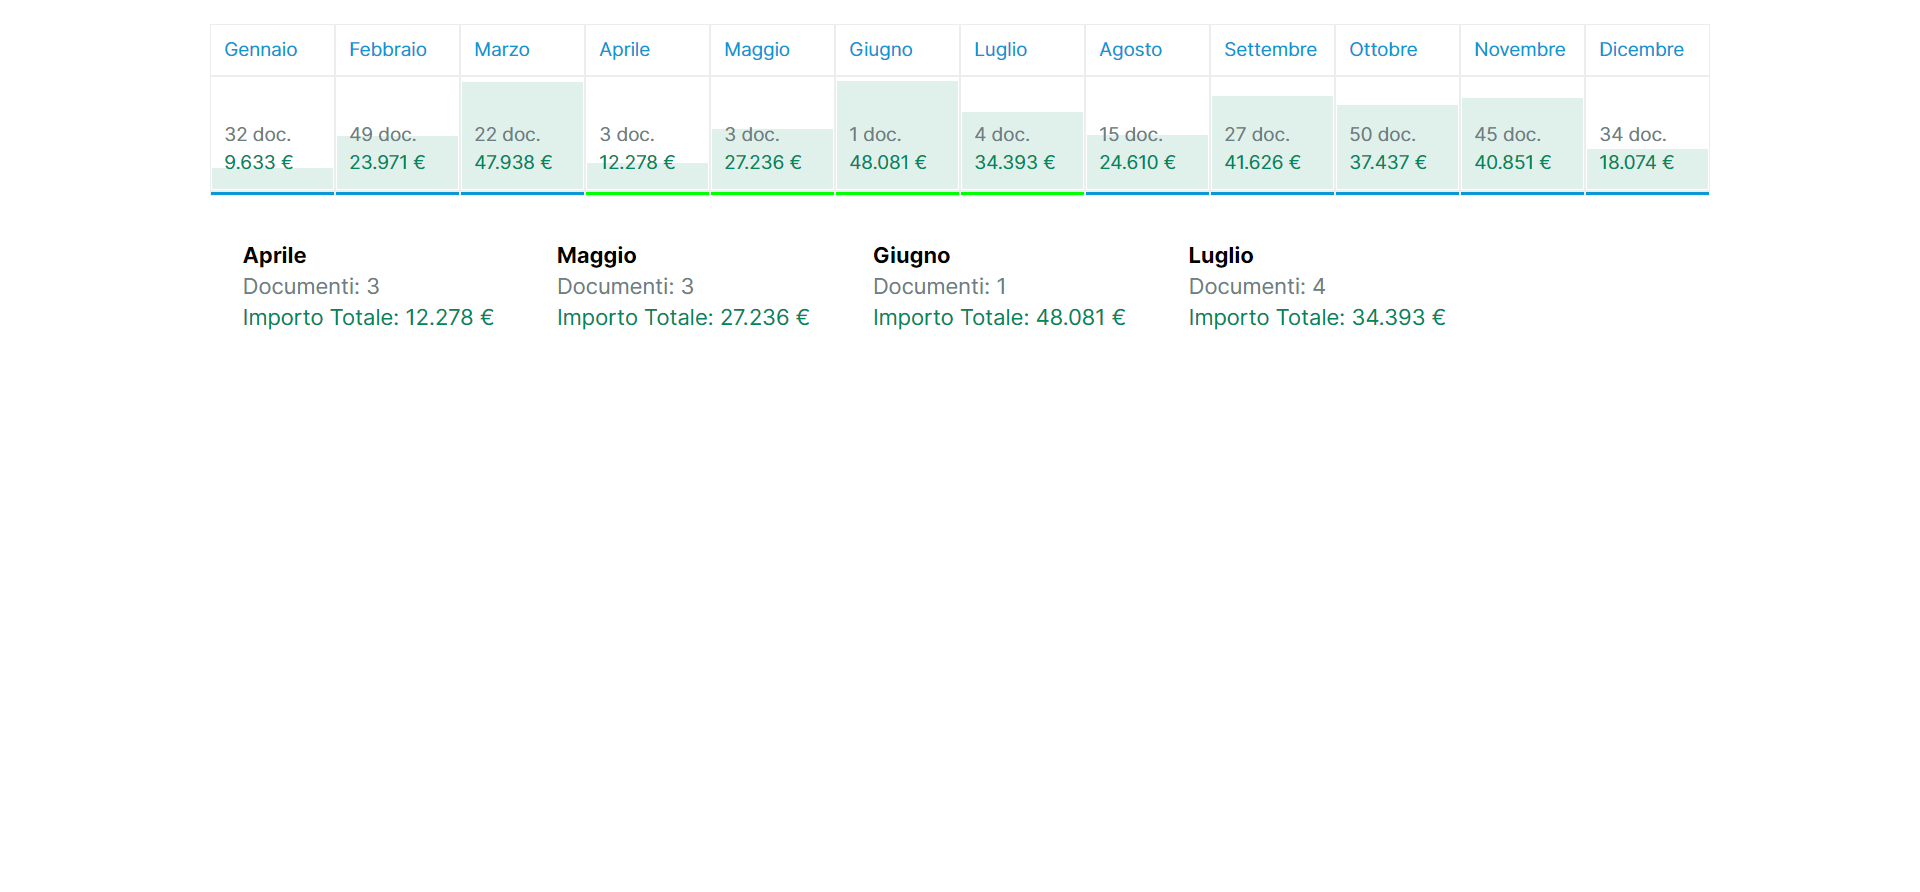 Gennaio Febbraio Marzo Aprile Maggio Giugno Luglio Agosto Settembre Ottobre Novembre Dicembre
32 doc. 49 doc. 22 doc. 3 doc. 3 doc. 1 doc. 4 doc. 15 doc. 27 doc. 50 doc. 45 doc. 34 doc.
9.633 € 23.971 € 47.938 € 12.278 € 27.236 € 48.081 € 34.393 € 24.610 € 41.626 € 37.437 € 40.851 € 18.074 €
Aprile Maggio Giugno Luglio
Documenti: 3 Documenti: 3 Documenti: 1 Documenti: 4
Importo Totale: 12.278 € Importo Totale: 27.236 € Importo Totale: 48.081 € Importo Totale: 34.393 €